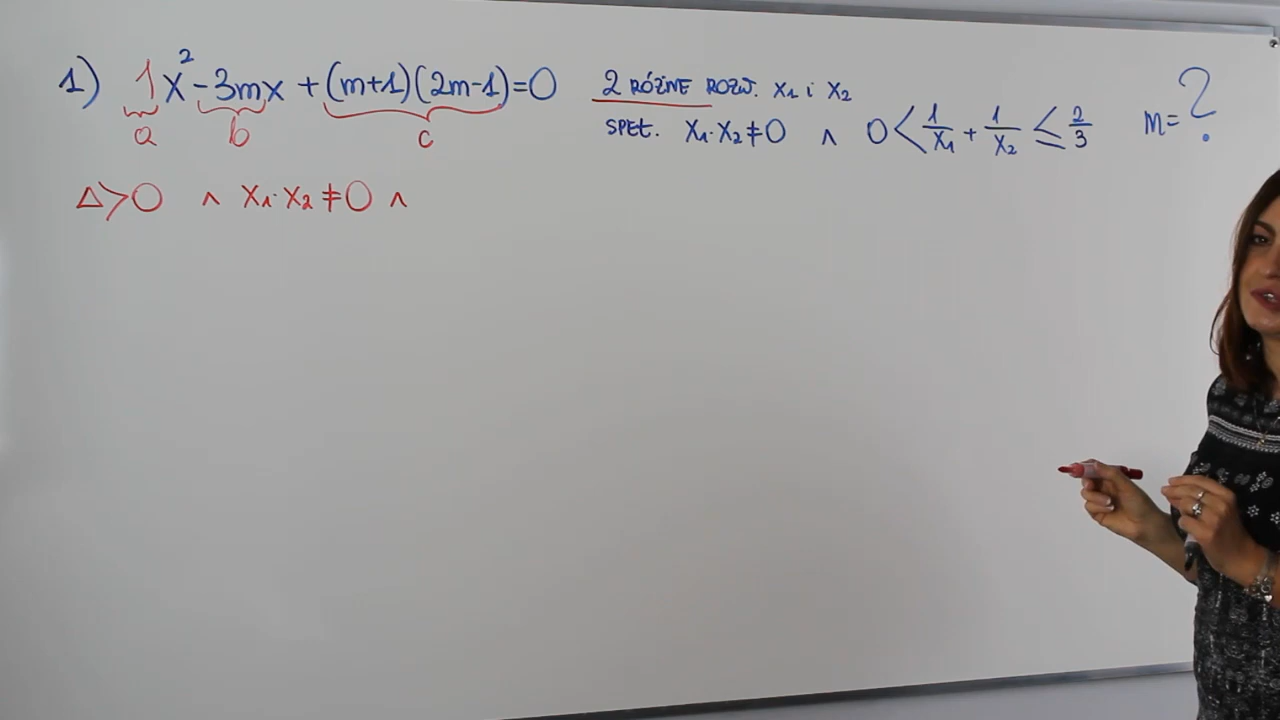 1) 1x² - 3mx + (m+1)(2m-1) = 0
a b c
2 RÓŻNE ROZW. x₁ i x₂
SPEŁ. x₁·x₂ ≠ 0 ∧ 0 < 1/x₁ + 1/x₂ ≤ 2/3
m = ?
Δ > 0 ∧ x₁·x₂ ≠ 0 ∧